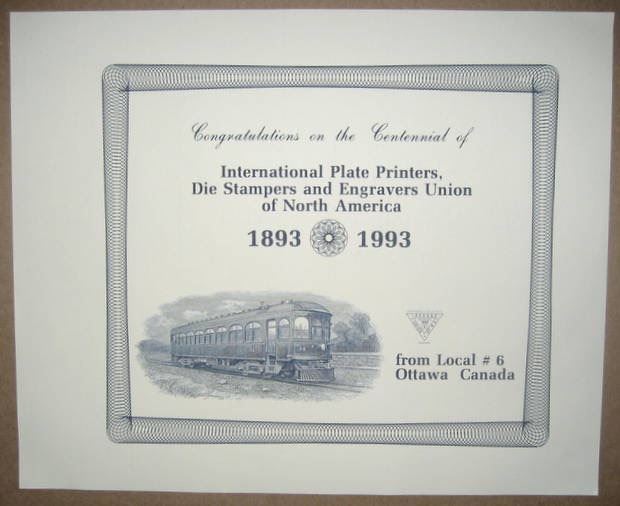 Congratulations on the Centennial of
International Plate Printers,
Die Stampers and Engravers Union
of North America
1893 1993
from Local # 6
Ottawa Canada